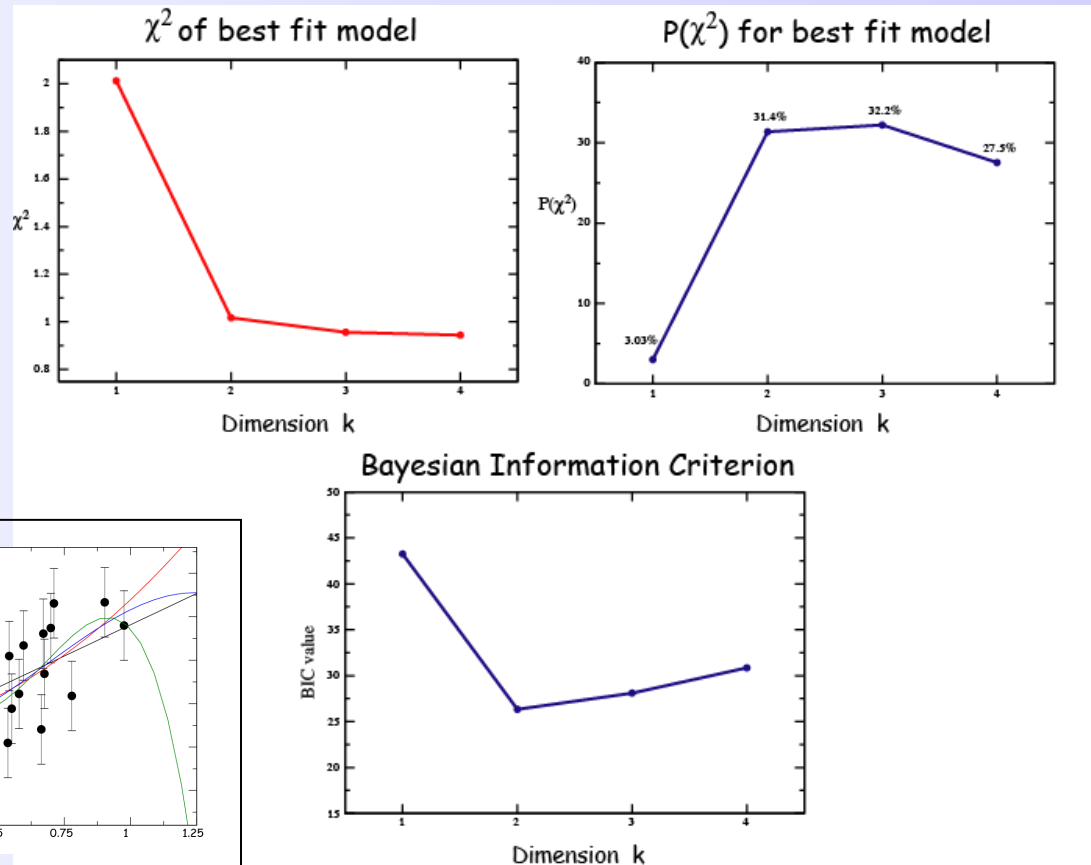 χ² of best fit model
2
1.8
1.6
χ²
1.4
1.2
1
0.8
1 2 3 4
Dimension k
P(χ²) for best fit model
40
30
P(χ²)
20
10
0
3.03%
31.4%
32.2%
27.5%
1 2 3 4
Dimension k
Bayesian Information Criterion
50
45
40
35
BIC value
30
25
20
15
1 2 3 4
Dimension k
0.75 1 1.25